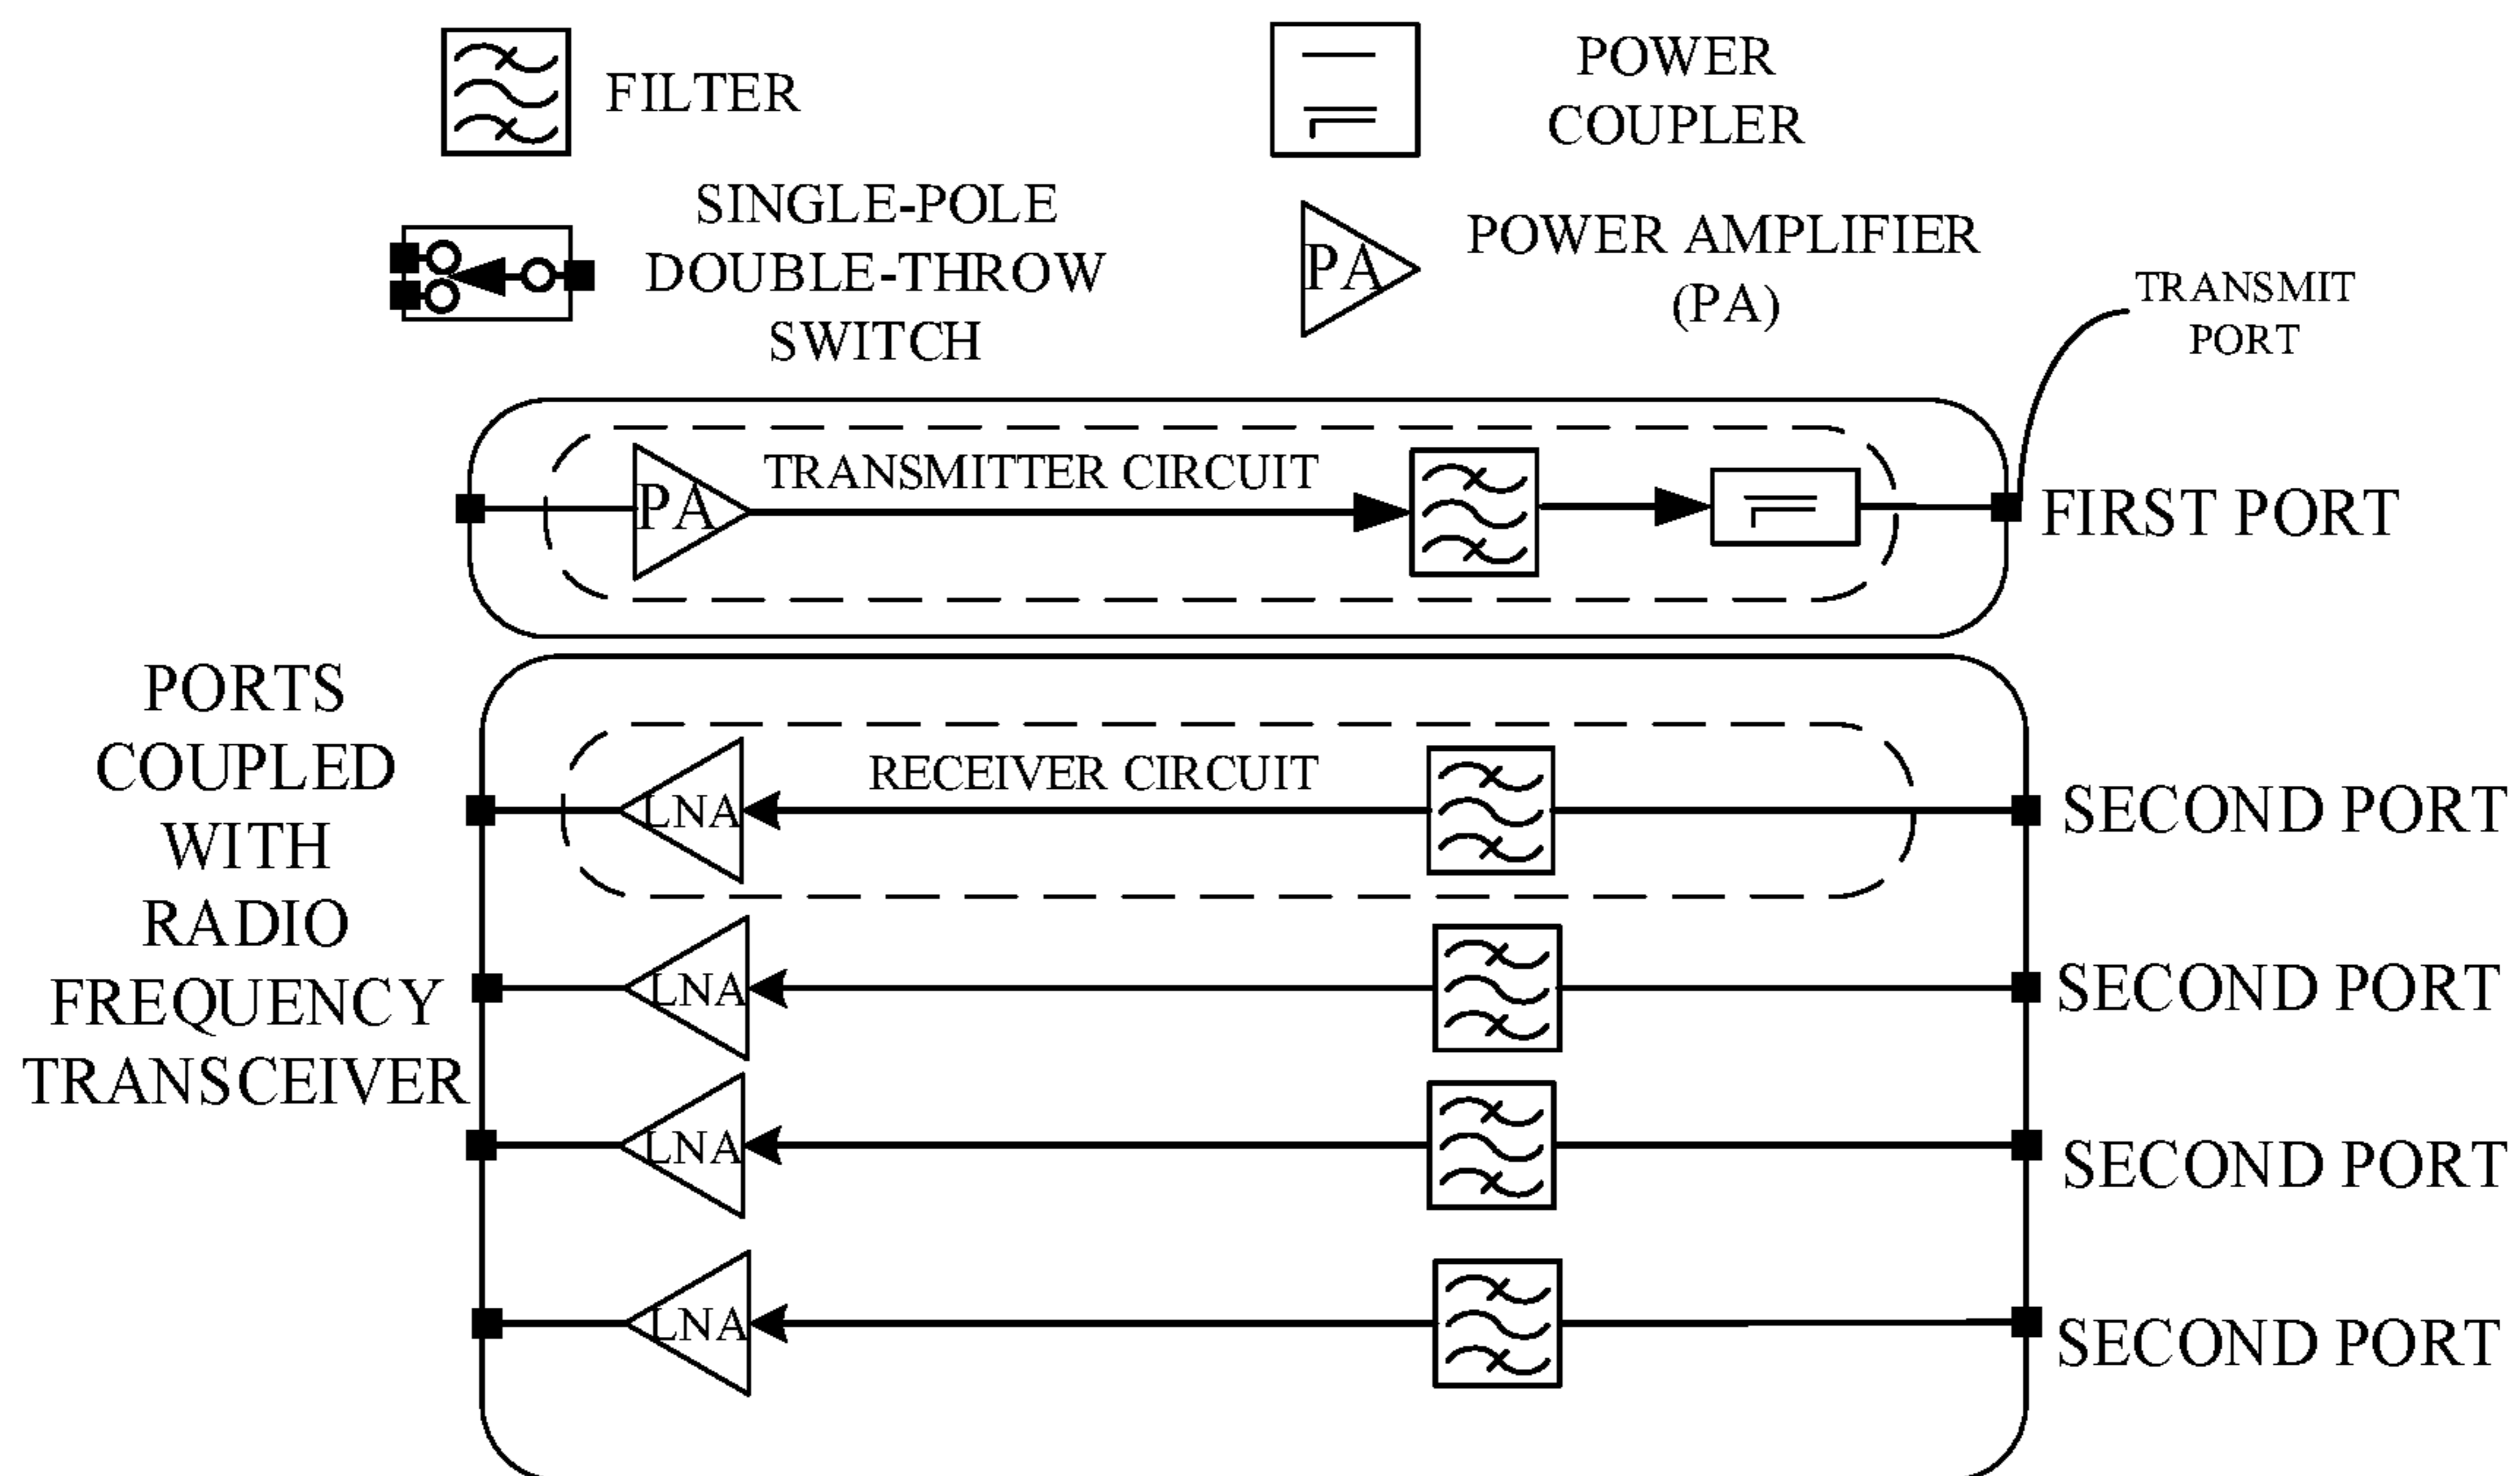 FILTER
POWER
COUPLER
SINGLE-POLE
DOUBLE-THROW
SWITCH
PA
POWER AMPLIFIER
(PA)
TRANSMIT
PORT
PA
TRANSMITTER CIRCUIT
FIRST PORT
PORTS
COUPLED
WITH
RADIO
FREQUENCY
TRANSCEIVER
LNA
RECEIVER CIRCUIT
SECOND PORT
LNA
SECOND PORT
LNA
SECOND PORT
LNA
SECOND PORT